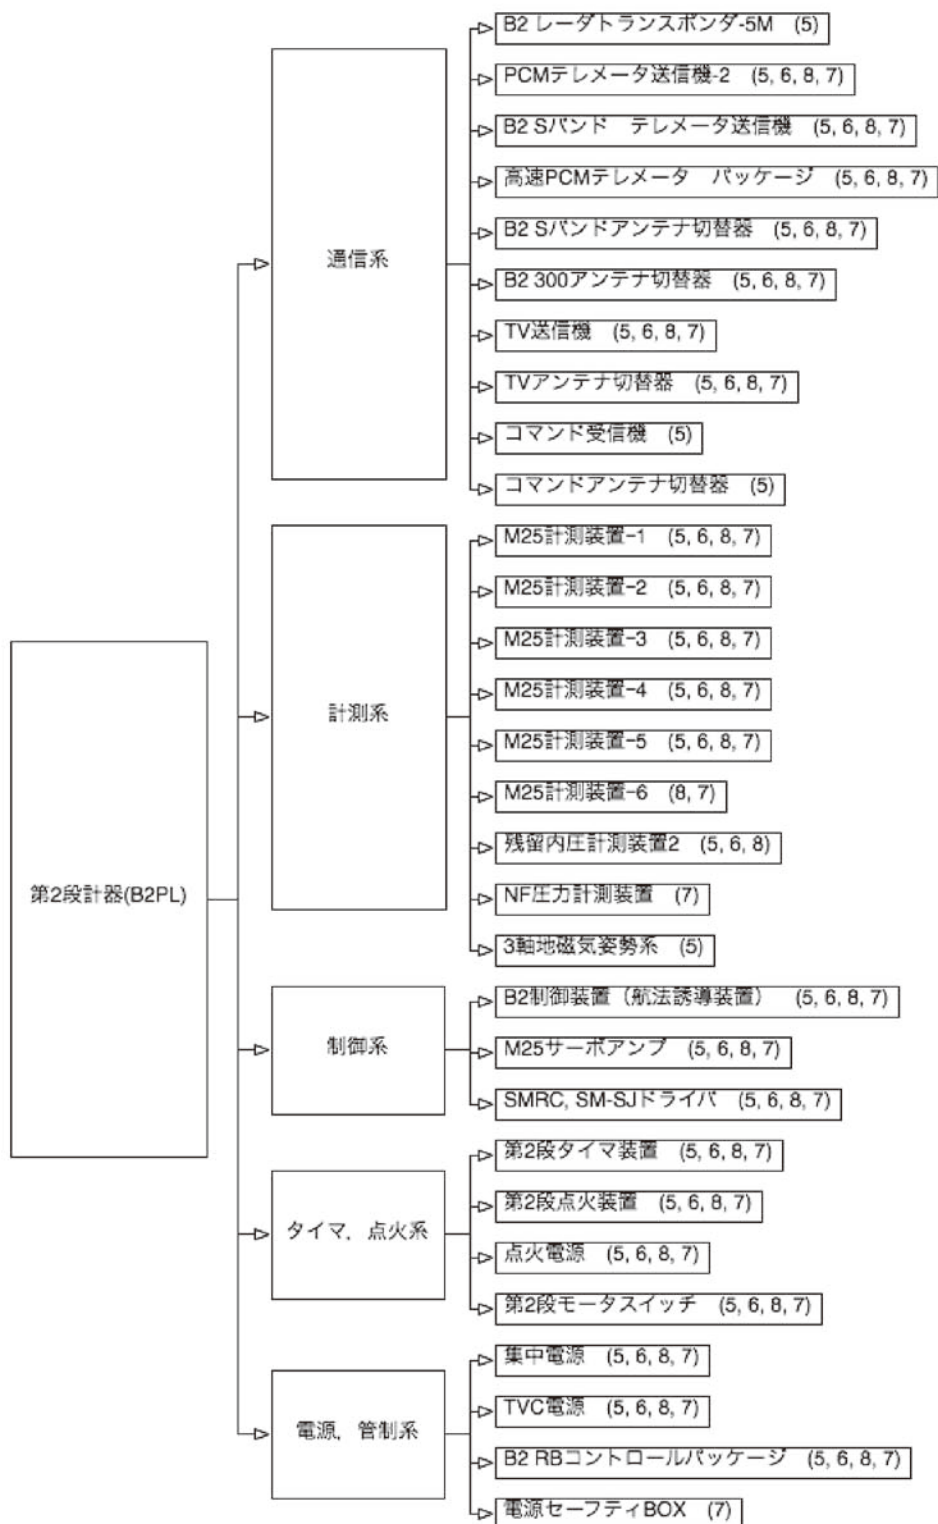 第2段計器(B2PL)
通信系
B2 レーダトランスポンダ-5M (5)
PCMテレメータ送信機-2 (5, 6, 8, 7)
B2 Sバンド テレメータ送信機 (5, 6, 8, 7)
高速PCMテレメータ パッケージ (5, 6, 8, 7)
B2 Sバンドアンテナ切替器 (5, 6, 8, 7)
B2 300アンテナ切替器 (5, 6, 8, 7)
TV送信機 (5, 6, 8, 7)
TVアンテナ切替器 (5, 6, 8, 7)
コマンド受信機 (5)
コマンドアンテナ切替器 (5)
計測系
M25計測装置-1 (5, 6, 8, 7)
M25計測装置-2 (5, 6, 8, 7)
M25計測装置-3 (5, 6, 8, 7)
M25計測装置-4 (5, 6, 8, 7)
M25計測装置-5 (5, 6, 8, 7)
M25計測装置-6 (8, 7)
残留内圧計測装置2 (5, 6, 8)
NF圧力計測装置 (7)
3軸地磁気姿勢系 (5)
制御系
B2制御装置（航法誘導装置） (5, 6, 8, 7)
M25サーボアンプ (5, 6, 8, 7)
SMRC, SM-SJドライバ (5, 6, 8, 7)
タイマ，点火系
第2段タイマ装置 (5, 6, 8, 7)
第2段点火装置 (5, 6, 8, 7)
点火電源 (5, 6, 8, 7)
第2段モータスイッチ (5, 6, 8, 7)
電源，管制系
集中電源 (5, 6, 8, 7)
TVC電源 (5, 6, 8, 7)
B2 RBコントロールパッケージ (5, 6, 8, 7)
電源セーフティBOX (7)